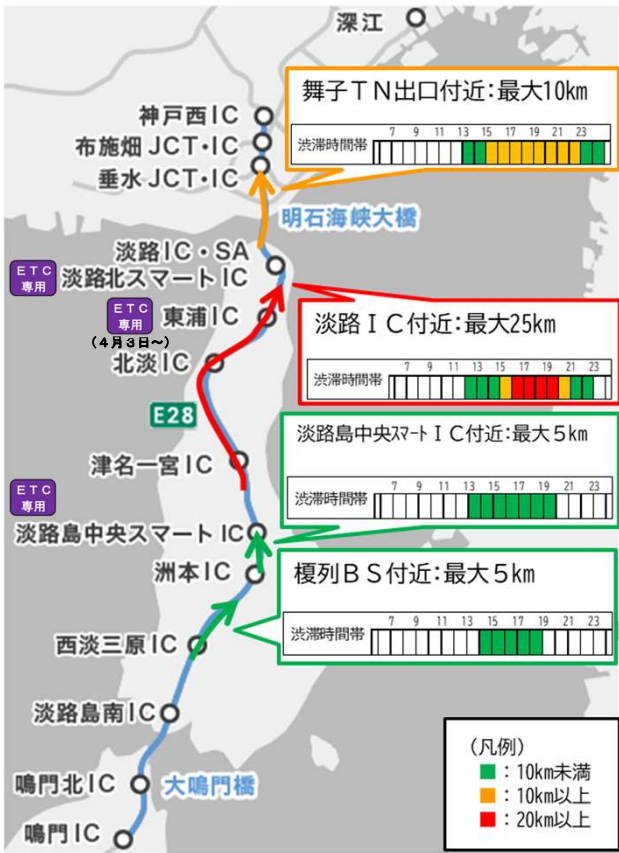 深江
舞子TN出口付近:最大10km
渋滞時間帯
7 9 11 13 15 17 19 21 23
神戸西IC
布施畑JCT・IC
垂水JCT・IC
明石海峡大橋
淡路IC・SA
ETC専用
淡路北スマートIC
ETC専用
(4月3日~)
東浦IC
淡路IC付近:最大25km
渋滞時間帯
7 9 11 13 15 17 19 21 23
北淡IC
E28
淡路島中央スマートIC付近:最大5km
渋滞時間帯
7 9 11 13 15 17 19 21 23
津名一宮IC
ETC専用
淡路島中央スマートIC
洲本IC
榎列BS付近:最大5km
渋滞時間帯
7 9 11 13 15 17 19 21 23
西淡三原IC
淡路島南IC
鳴門北IC
大鳴門橋
鳴門IC
(凡例)
:10km未満
:10km以上
:20km以上